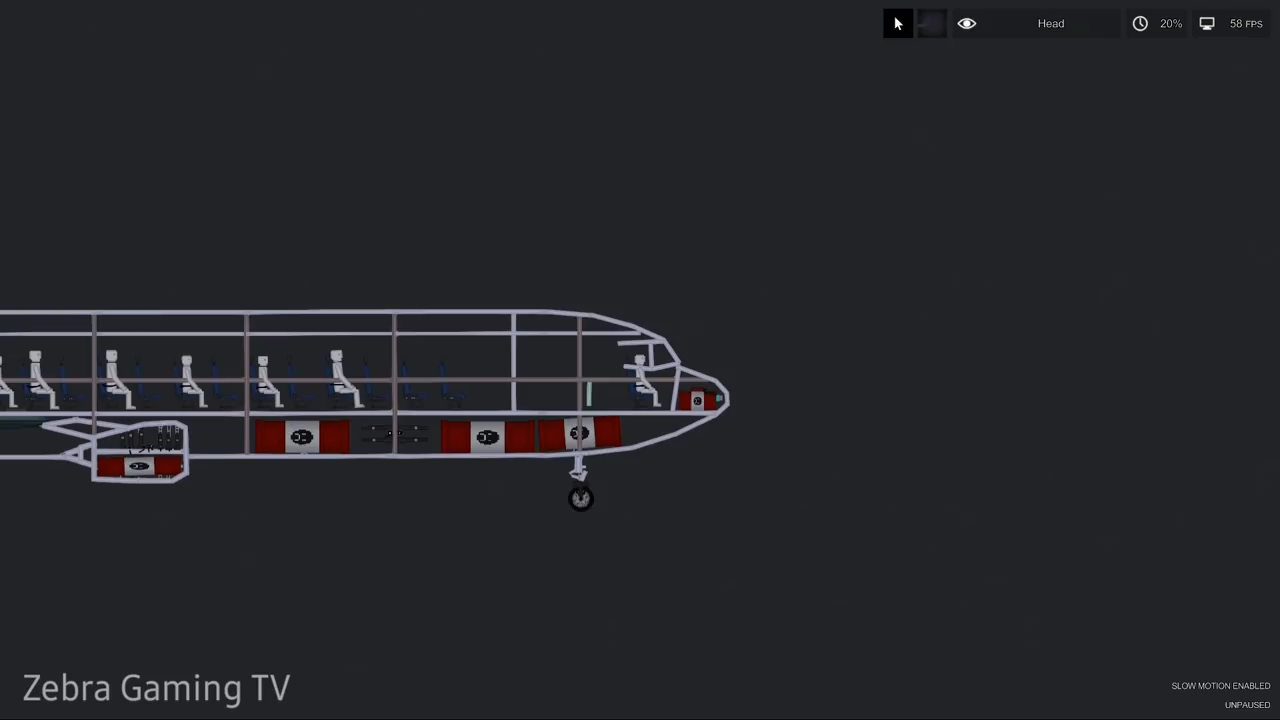 Head
20%
58 FPS
Zebra Gaming TV
SLOW MOTION ENABLED
UNPAUSED